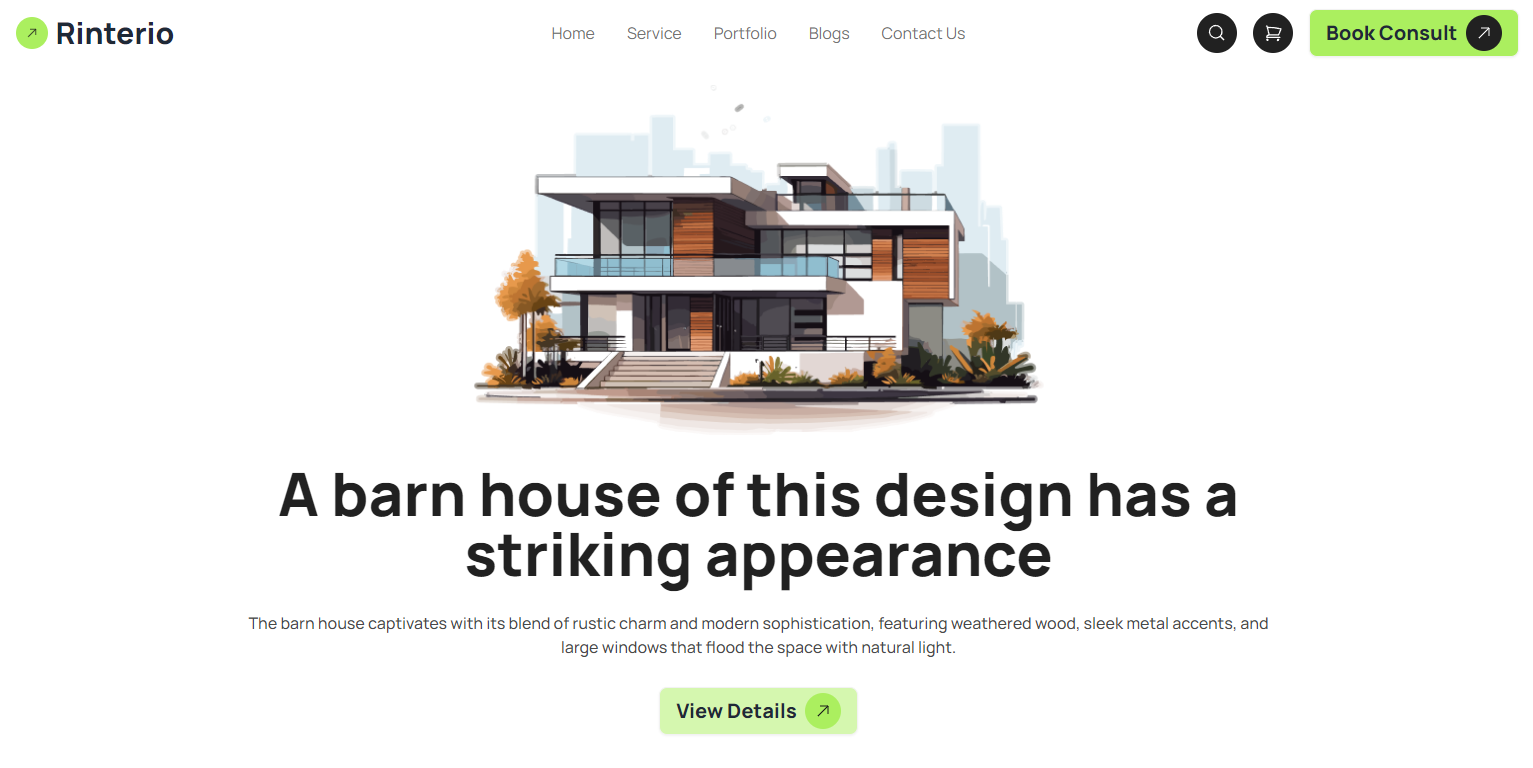 Rinterio
Home
Service
Portfolio
Blogs
Contact Us
Book Consult
A barn house of this design has a
striking appearance
The barn house captivates with its blend of rustic charm and modern sophistication, featuring weathered wood, sleek metal accents, and
large windows that flood the space with natural light.
View Details